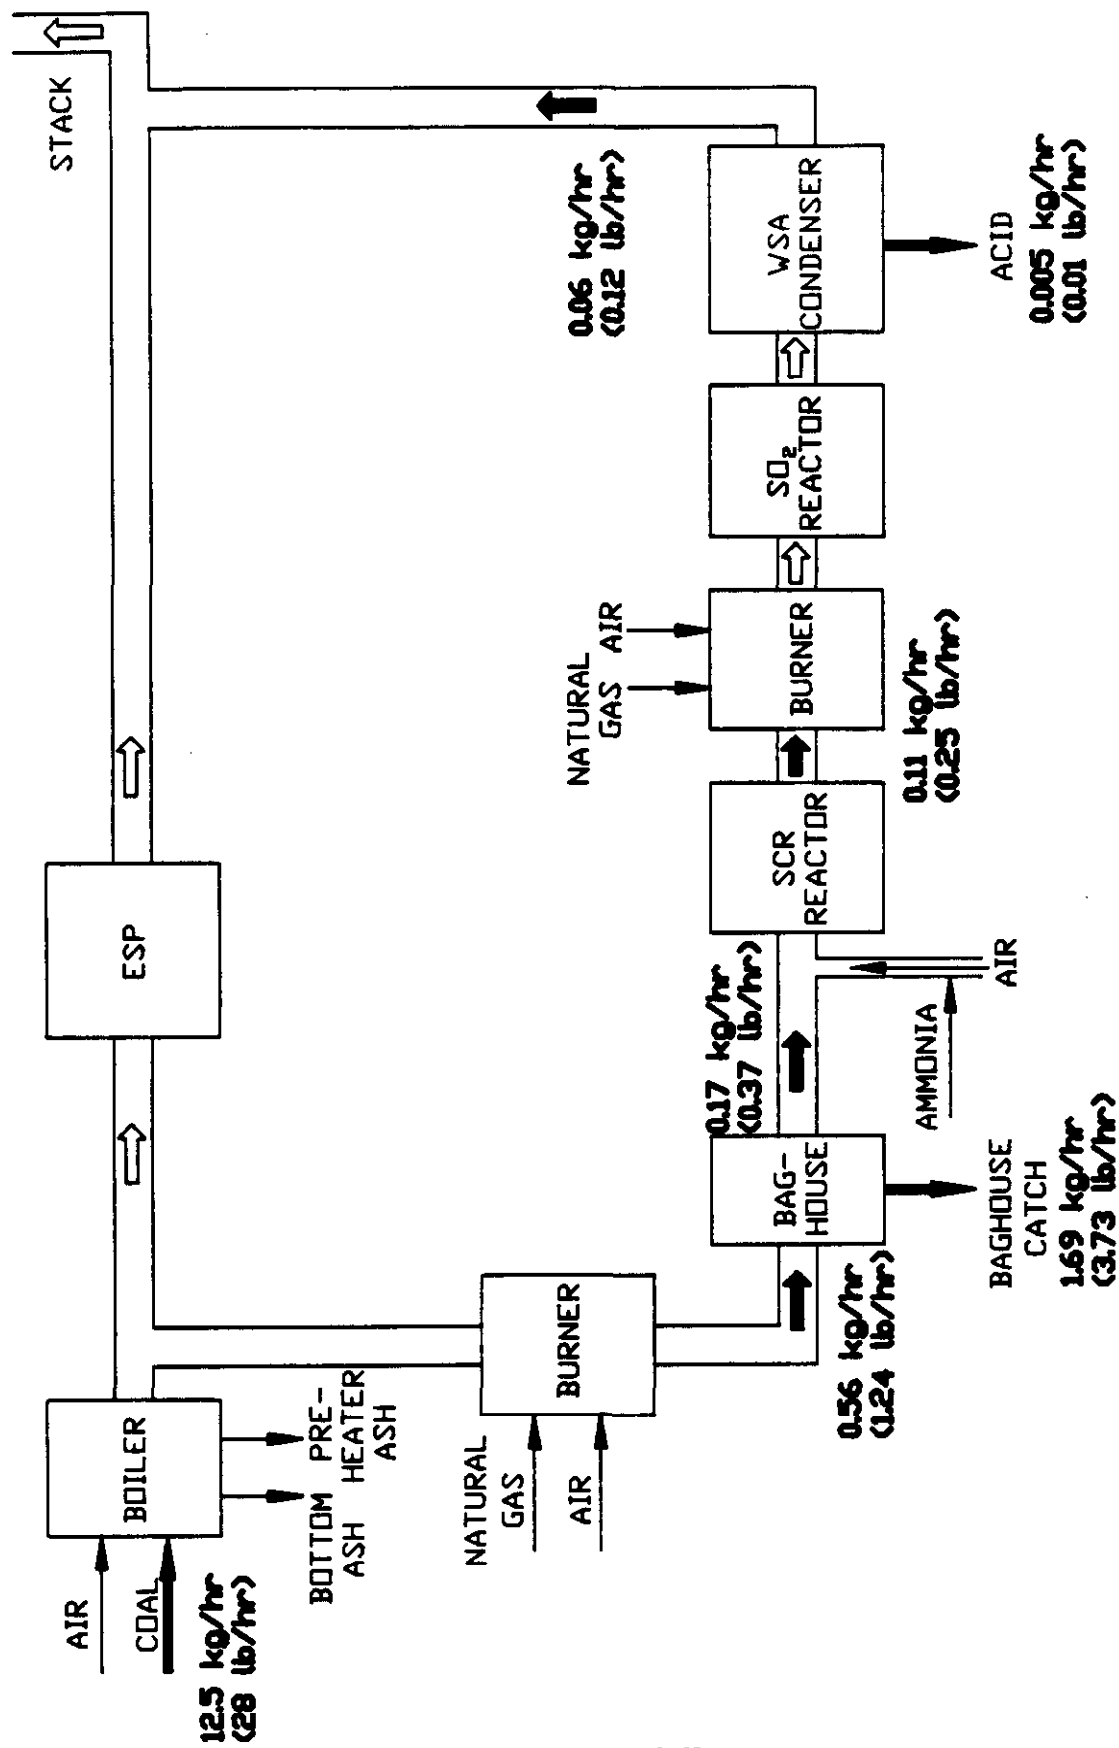 AIR
COAL
12.5 kg/hr
(28 lb/hr)
BOILER
BOTTOM
ASH
PRE-
HEATER
ASH
ESP
STACK
NATURAL
GAS
AIR
BURNER
0.56 kg/hr
(1.24 lb/hr)
BAG-
HOUSE
BAGHOUSE
CATCH
1.69 kg/hr
(3.73 lb/hr)
0.17 kg/hr
(0.37 lb/hr)
AMMONIA
AIR
SCR
REACTOR
0.11 kg/hr
(0.25 lb/hr)
NATURAL
GAS
AIR
BURNER
SO₂
REACTOR
WSA
CONDENSER
0.06 kg/hr
(0.12 lb/hr)
ACID
0.005 kg/hr
(0.01 lb/hr)